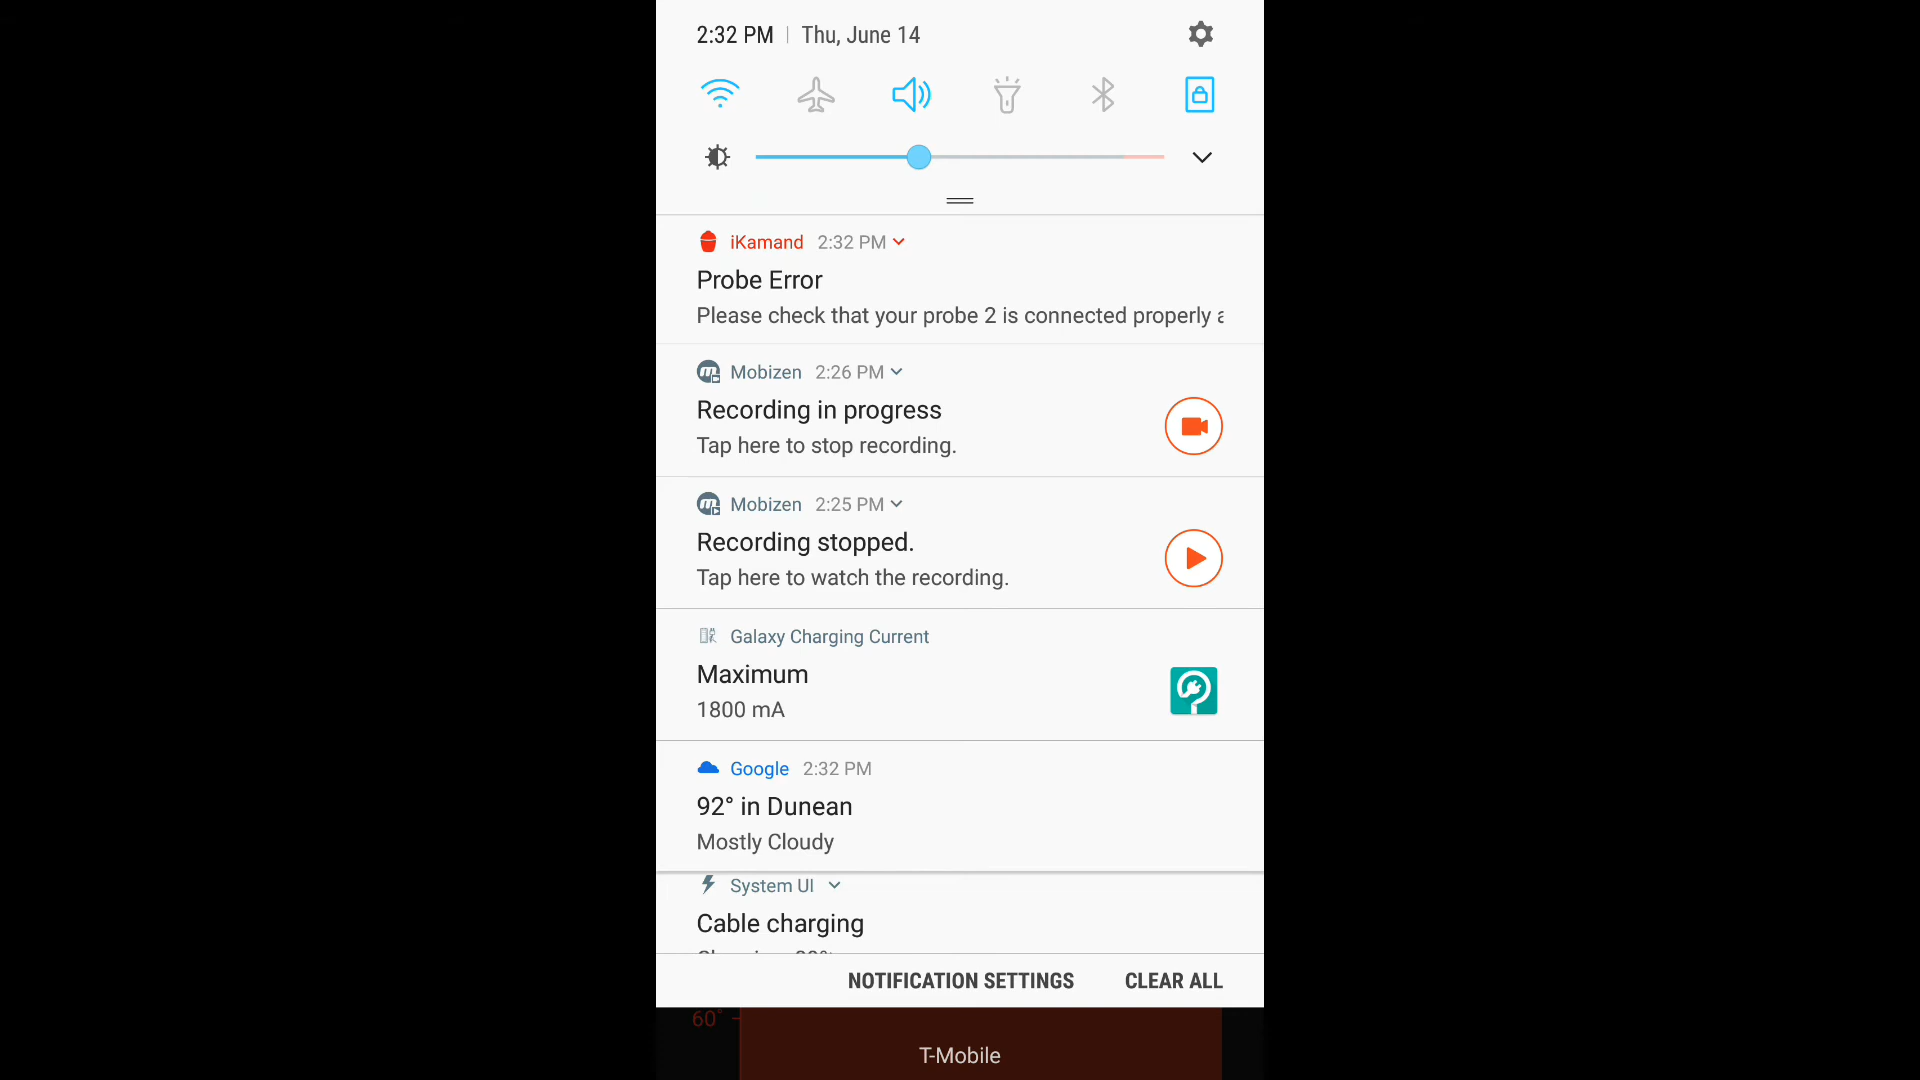 2:32 PM | Thu, June 14
iKamand 2:32 PM
Probe Error
Please check that your probe 2 is connected properly
Mobizen 2:26 PM
Recording in progress
Tap here to stop recording.
Mobizen 2:25 PM
Recording stopped.
Tap here to watch the recording.
Galaxy Charging Current
Maximum
1800 mA
Google 2:32 PM
92° in Dunean
Mostly Cloudy
System UI
Cable charging
NOTIFICATION SETTINGS CLEAR ALL
60°
T-Mobile